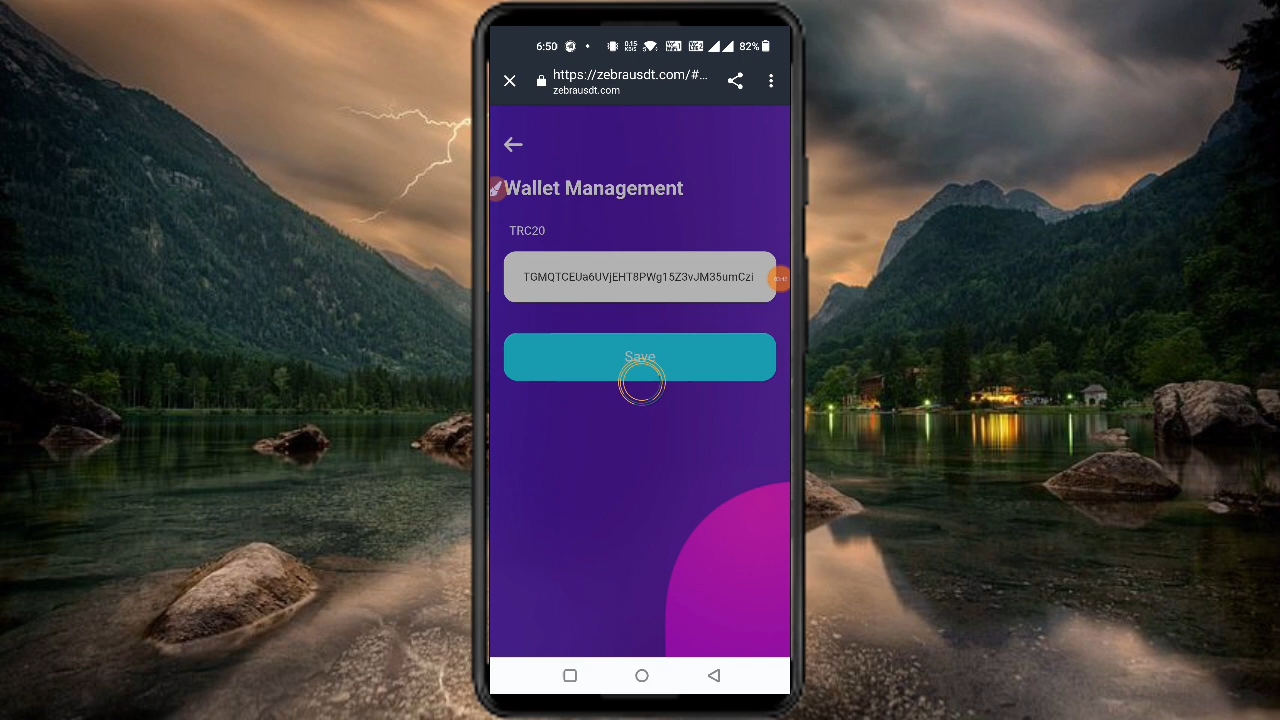 6:50 82%
https://zebrausdt.com/#...
zebrausdt.com
Wallet Management
TRC20
TGMQTCEUa6UVjEHT8PWg15Z3vJM35umCzi
Save